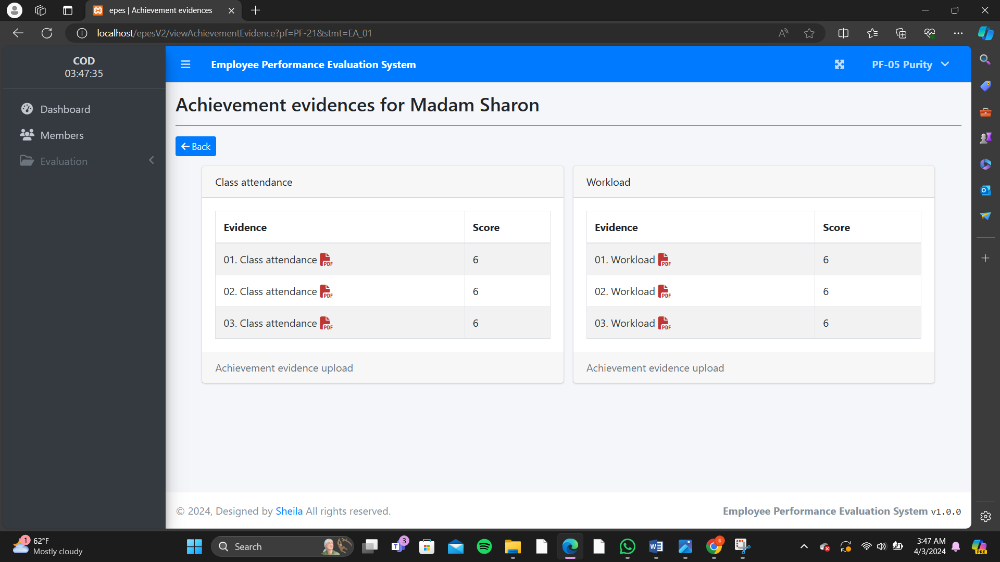 epes | Achievement evidences
localhost/epesV2/viewAchievementEvidence?pf=PF-21&stmt=EA_01
COD
03:47:35
Dashboard
Members
Evaluation
Employee Performance Evaluation System
PF-05 Purity
Achievement evidences for Madam Sharon
Back
Class attendance
Evidence Score
01. Class attendance PDF 6
02. Class attendance PDF 6
03. Class attendance PDF 6
Achievement evidence upload
Workload
Evidence Score
01. Workload PDF 6
02. Workload PDF 6
03. Workload PDF 6
Achievement evidence upload
© 2024, Designed by Sheila All rights reserved.
Employee Performance Evaluation System v1.0.0
1
62°F
Mostly cloudy
Search
3
S
3:47 AM
4/3/2024
PRE